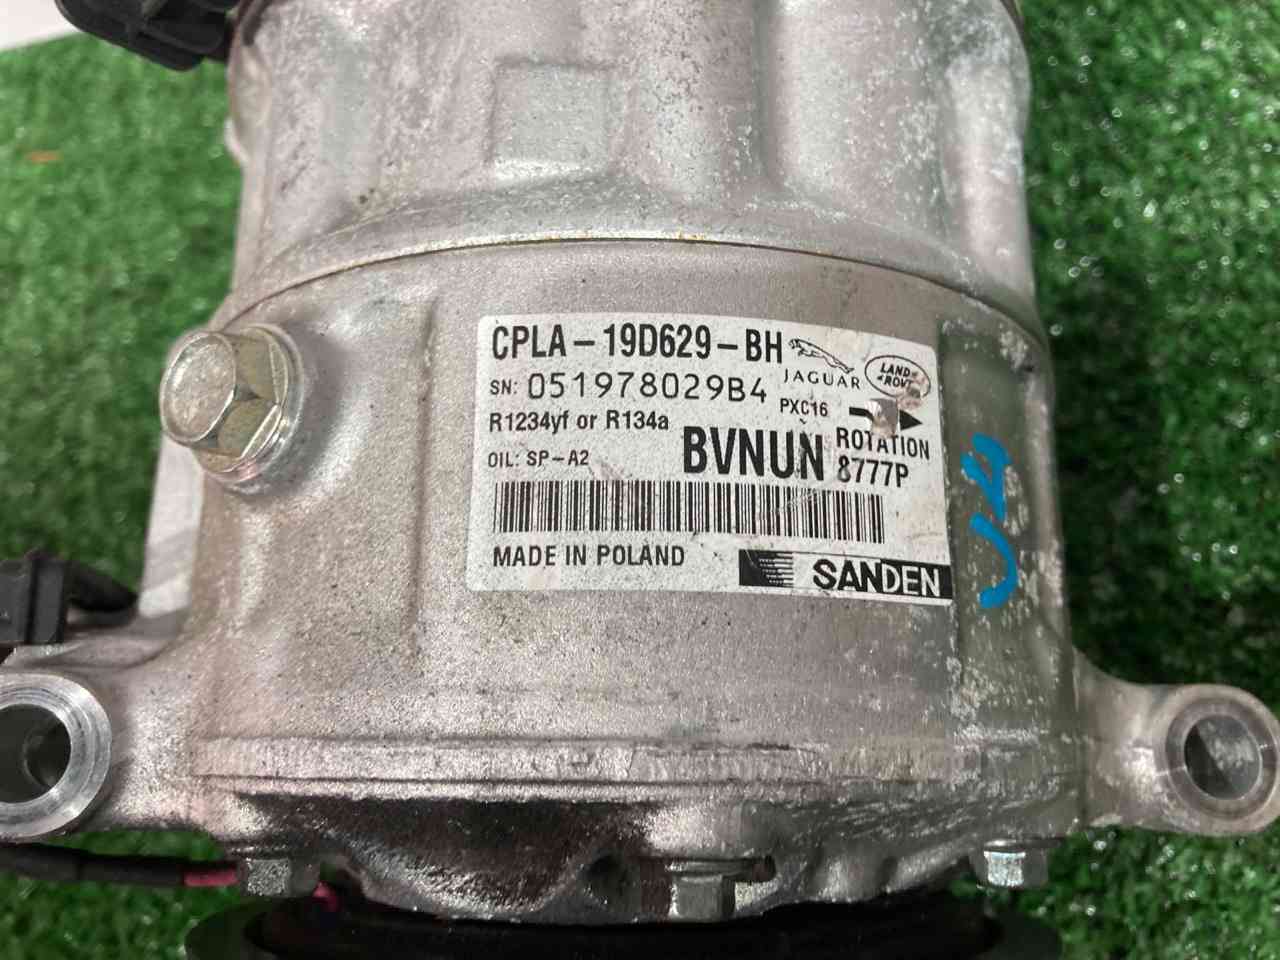 CPLA-19D629-BH
JAGUAR
LAND ROVER
SN: 051978029B4
PXC16
R1234yf or R134a
ROTATION
OIL: SP-A2
BVNUN 8777P
MADE IN POLAND
SANDEN